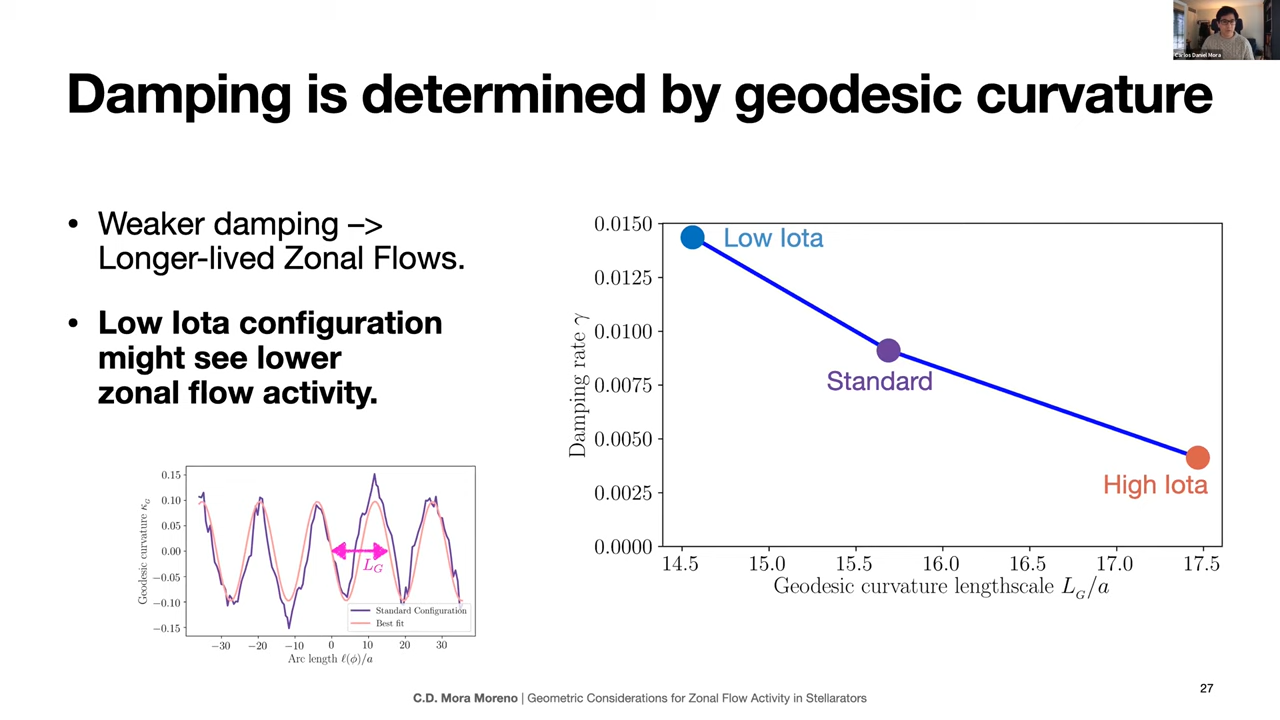 Carlos Daniel Mora
Damping is determined by geodesic curvature
• Weaker damping –>
Longer-lived Zonal Flows.
• Low Iota configuration
might see lower
zonal flow activity.
0.15
0.10
0.05
0.00
−0.05
−0.10
−0.15
Geodesic curvature κ_G
L_G
Standard Configuration
Best fit
−30 −20 −10 0 10 20 30
Arc length ℓ(ϕ)/a
0.0150
0.0125
0.0100
0.0075
0.0050
0.0025
0.0000
Damping rate γ
Low Iota
Standard
High Iota
14.5 15.0 15.5 16.0 16.5 17.0 17.5
Geodesic curvature lengthscale L_G/a
C.D. Mora Moreno | Geometric Considerations for Zonal Flow Activity in Stellarators
27